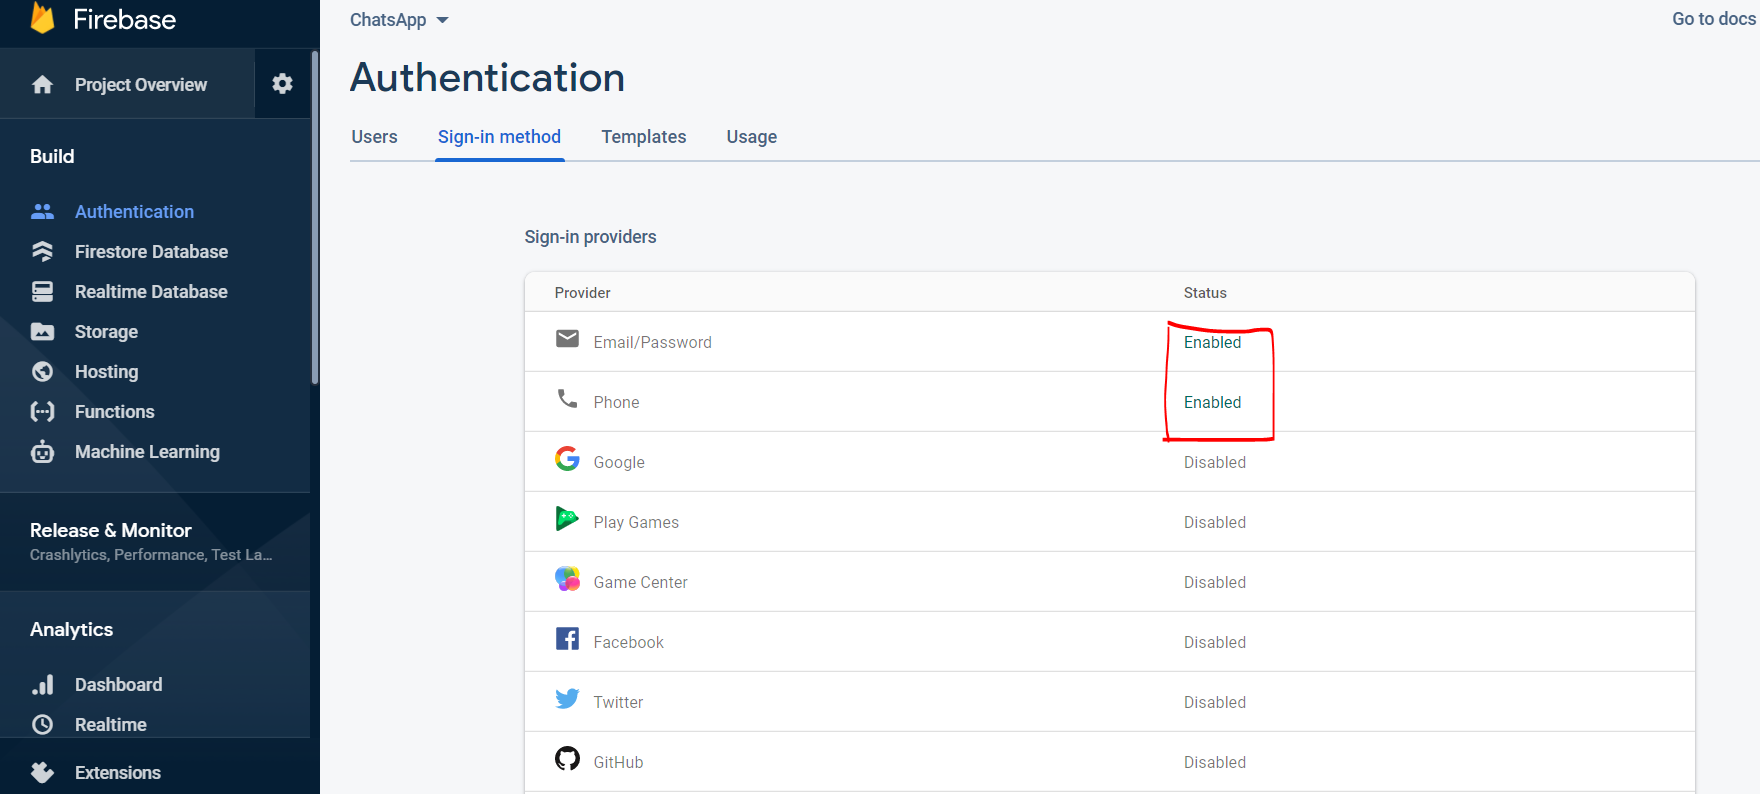 Firebase
Project Overview
Build
Authentication
Firestore Database
Realtime Database
Storage
Hosting
Functions
Machine Learning
Release & Monitor
Crashlytics, Performance, Test La...
Analytics
Dashboard
Realtime
Extensions
ChatsApp
Go to docs
Authentication
Users Sign-in method Templates Usage
Sign-in providers
Provider Status
Email/Password Enabled
Phone Enabled
Google Disabled
Play Games Disabled
Game Center Disabled
Facebook Disabled
Twitter Disabled
GitHub Disabled